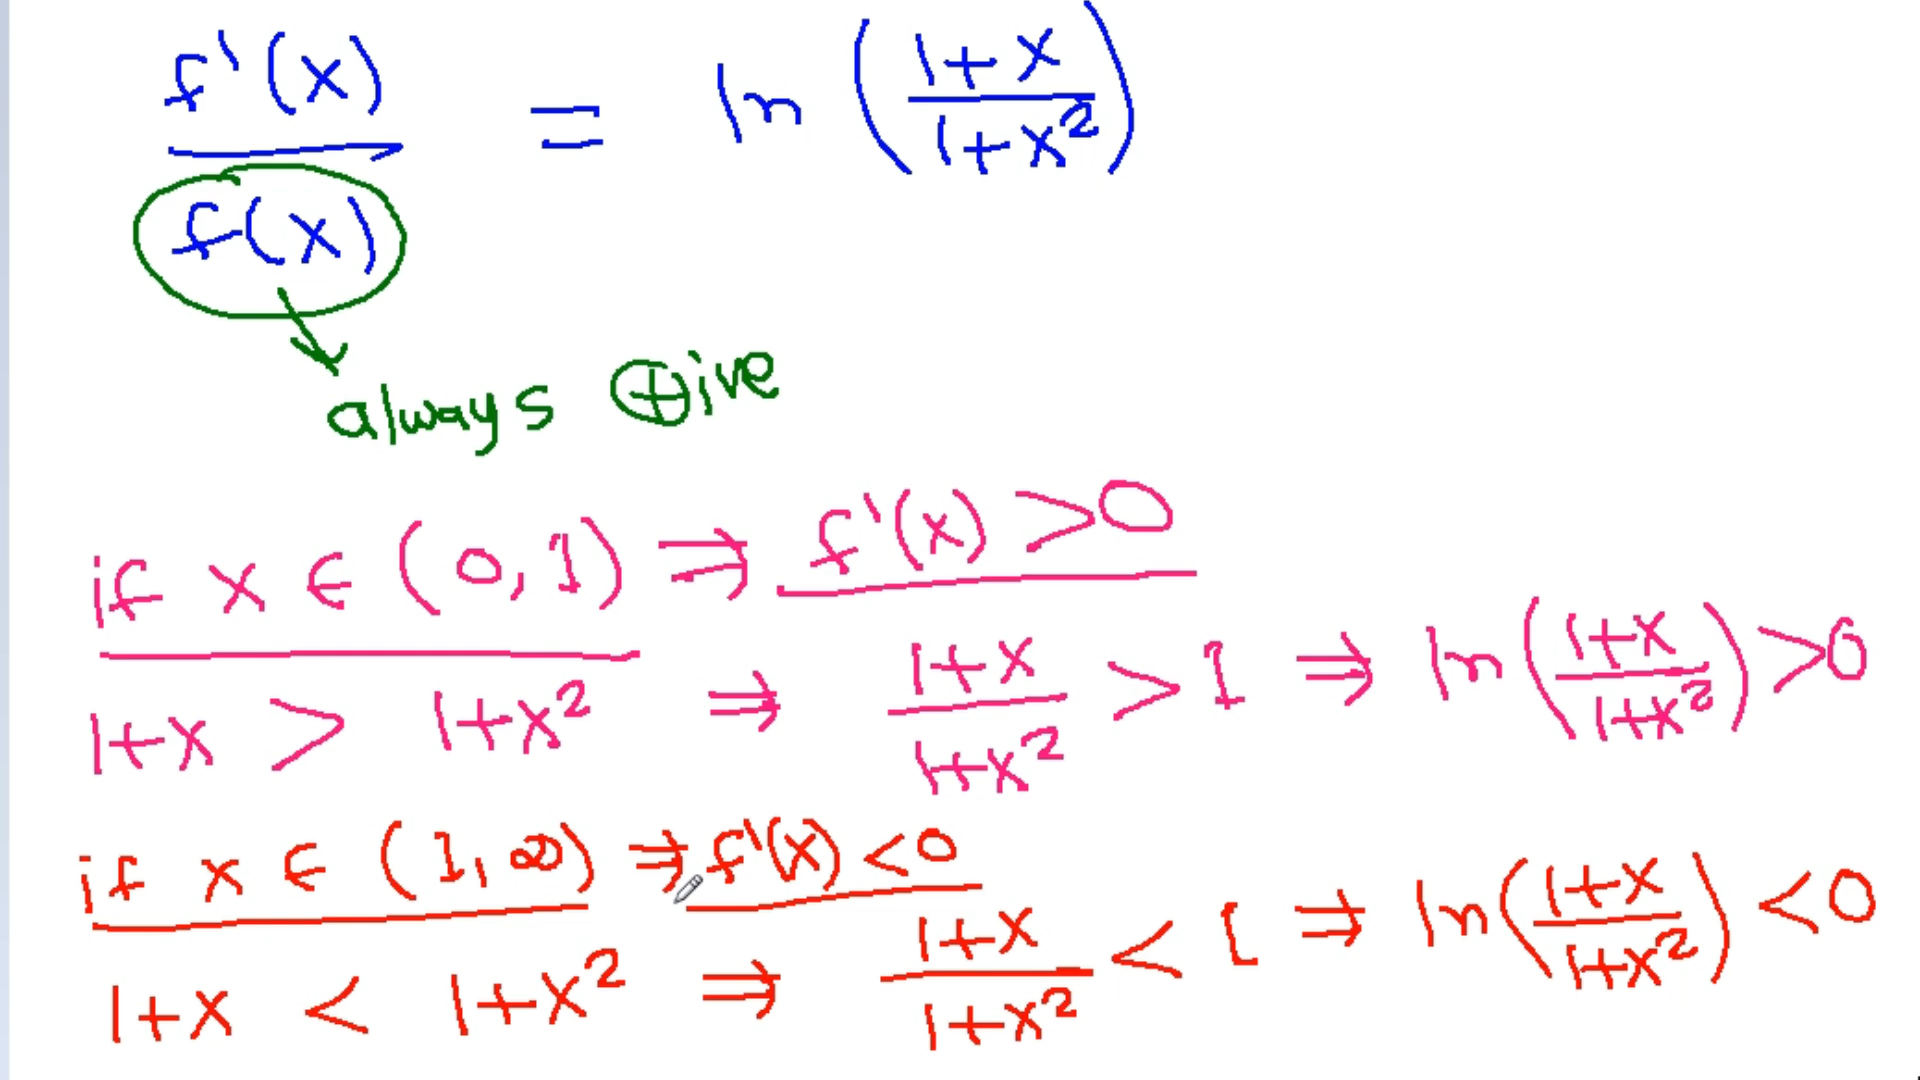 f'(x)/f(x) = ln((1+x)/(1+x²))
always ⊕ive
if x ∈ (0,1) ⇒ f'(x) >0
1+x > 1+x² ⇒ (1+x)/(1+x²) > 1 ⇒ ln((1+x)/(1+x²)) >0
if x ∈ (1,∞) ⇒ f'(x) <0
1+x < 1+x² ⇒ (1+x)/(1+x²) < 1 ⇒ ln((1+x)/(1+x²)) <0